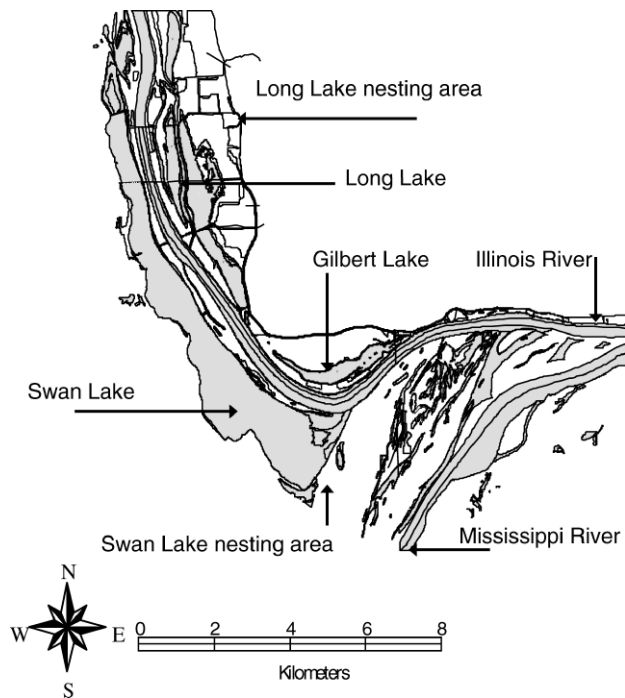 Long Lake nesting area
Long Lake
Gilbert Lake
Illinois River
Swan Lake
Swan Lake nesting area
Mississippi River
N
W E
S
0 2 4 6 8
Kilometers